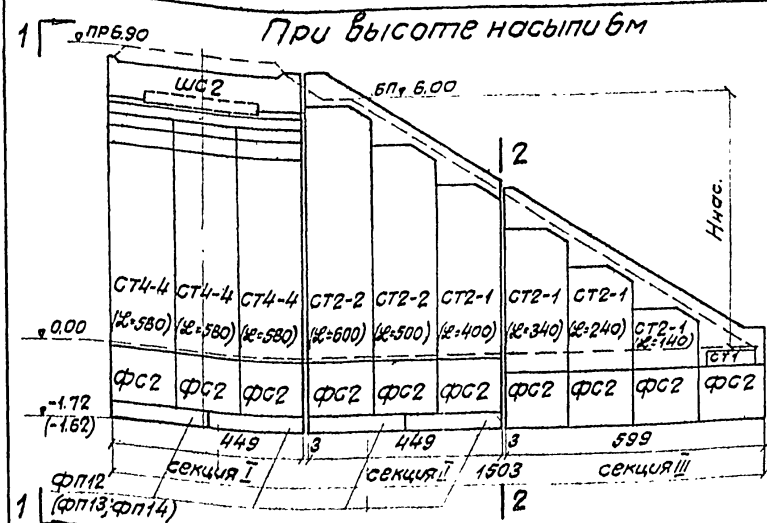 При высоте насыпи 6м
1
ПР 6.90
шс2
БП 6.00
2
Ннас.
СТ4-4 СТ4-4 СТ4-4 СТ2-2 СТ2-2 СТ2-1 СТ2-1 СТ2-1
(L=580) (L=580) (L=580) (L=600) (L=500) (L=400) (L=340) (L=240) СТ2-1
(L=140)
0.00
СТ1
ФС2 ФС2 ФС2 ФС2 ФС2 ФС2 ФС2 ФС2 ФС2 ФС2
-1.72
(-1.62)
449 3 449 3 599
секция I секция II 1503 секция III
ФП12
(ФП13; ФП14)
1 2